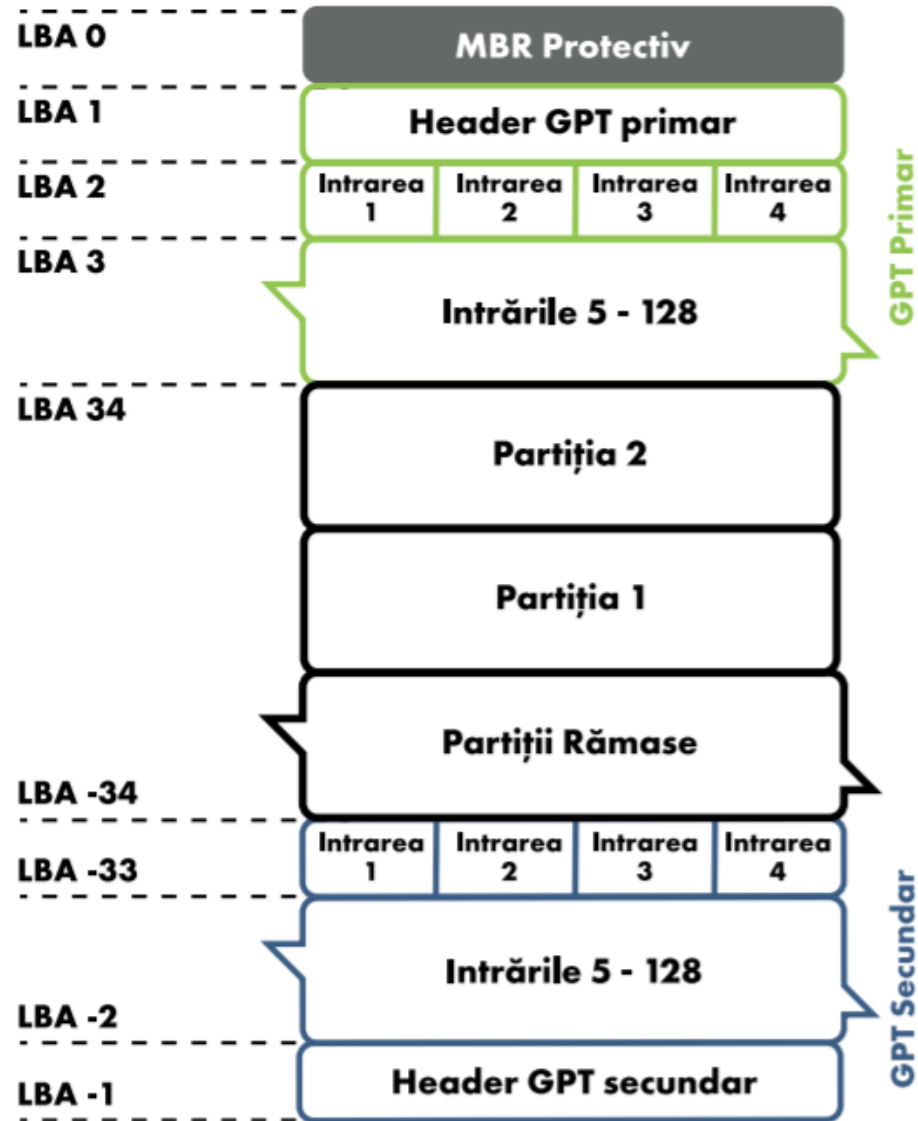 LBA 0
MBR Protectiv
LBA 1
Header GPT primar
LBA 2
Intrarea
1
Intrarea
2
Intrarea
3
Intrarea
4
LBA 3
Intrările 5 - 128
GPT Primar
LBA 34
Partiția 2
Partiția 1
Partiții Rămase
LBA -34
LBA -33
Intrarea
1
Intrarea
2
Intrarea
3
Intrarea
4
Intrările 5 - 128
LBA -2
GPT Secundar
LBA -1
Header GPT secundar